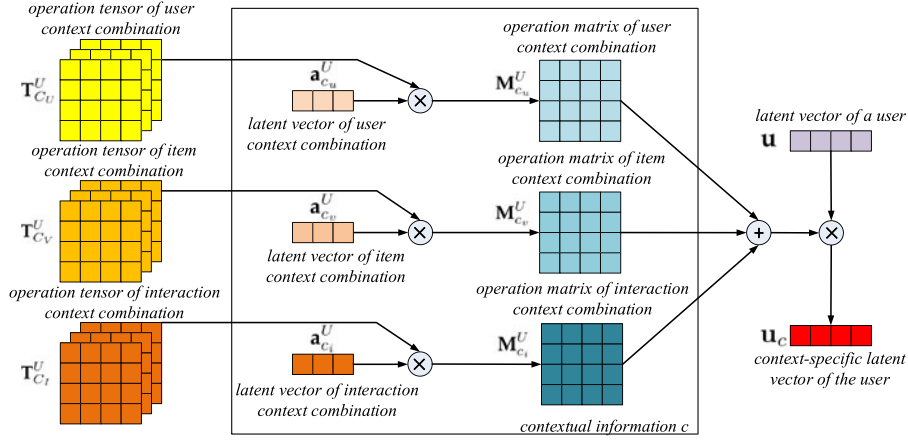 operation tensor of user
context combination
T^U_{C_U}
a^U_{c_u}
latent vector of user
context combination
×
operation matrix of user
context combination
M^U_{c_u}
operation tensor of item
context combination
T^U_{C_V}
a^U_{c_v}
latent vector of item
context combination
×
operation matrix of item
context combination
M^U_{c_v}
operation tensor of interaction
context combination
T^U_{C_I}
a^U_{c_i}
latent vector of interaction
context combination
×
operation matrix of interaction
context combination
M^U_{c_i}
contextual information c
+
latent vector of a user
u
×
u_c
context-specific latent
vector of the user